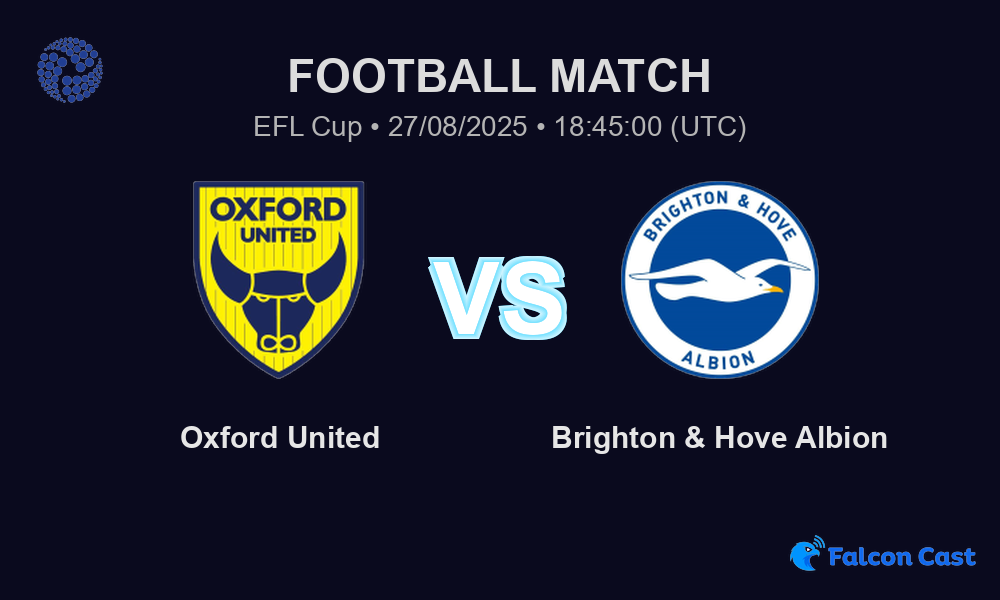 FOOTBALL MATCH
EFL Cup • 27/08/2025 • 18:45:00 (UTC)
OXFORD
UNITED
BRIGHTON & HOVE
ALBION
VS
Oxford United
Brighton & Hove Albion
Falcon Cast